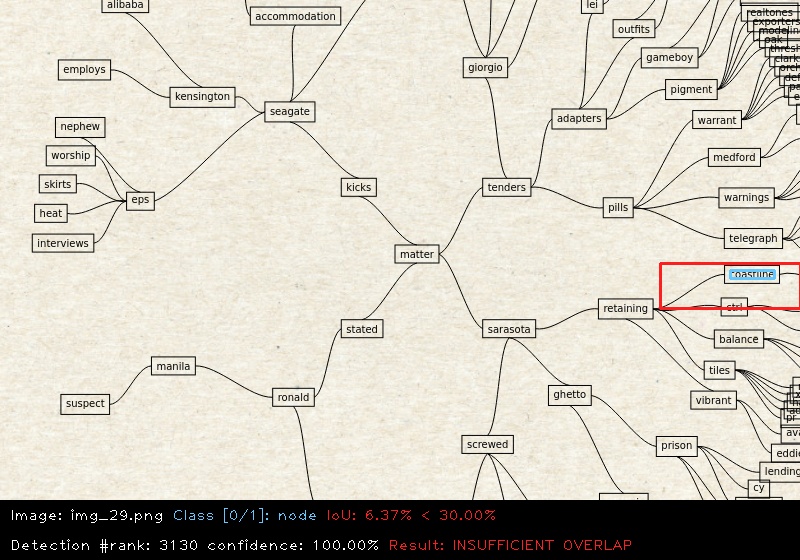 alibaba
accommodation
lei
outfits
realtones
employs
kensington
seagate
giorgio
gameboy
pigment
adapters
warrant
nephew
worship
skirts
heat
interviews
eps
kicks
tenders
medford
warnings
pills
telegraph
matter
retaining
ctrl
stated
sarasota
balance
manila
tiles
suspect
ronald
ghetto
vibrant
screwed
prison
eddie
lending
cy
Image: img_29.png Class [0/1]: node IoU: 6.37% < 30.00%
Detection #rank: 3130 confidence: 100.00% Result: INSUFFICIENT OVERLAP